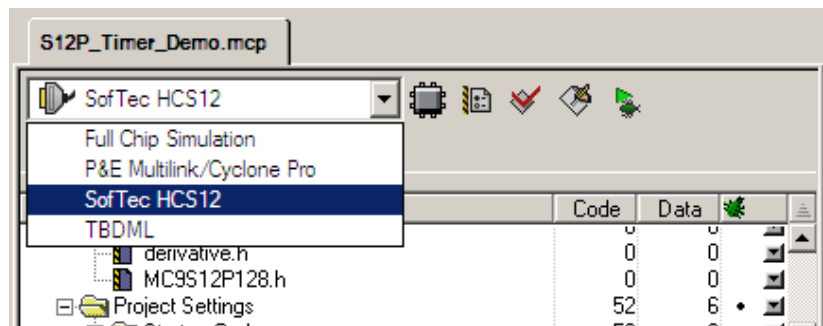 S12P_Timer_Demo.mcp
SofTec HCS12
Full Chip Simulation
P&E Multilink/Cyclone Pro
SofTec HCS12
TBDML
Code Data
derivative.h 0 0
MC9S12P128.h 0 0
Project Settings 52 6